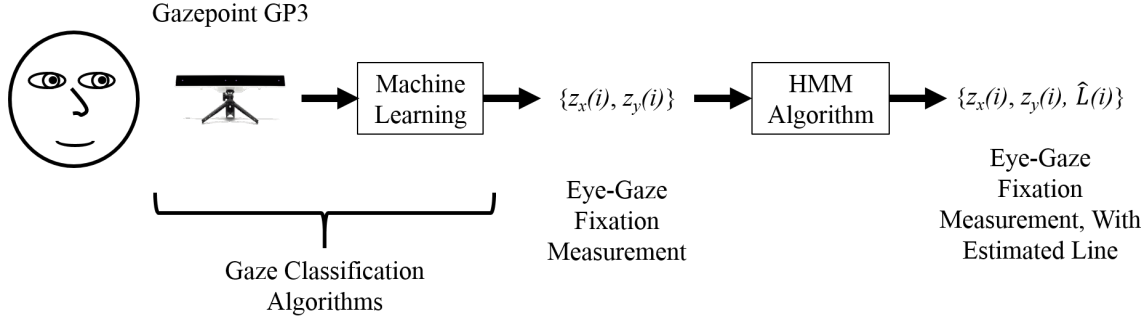 Gazepoint GP3
Machine
Learning
{z_x(i), z_y(i)}
HMM
Algorithm
{z_x(i), z_y(i), L̂(i)}
Eye-Gaze
Fixation
Measurement
Eye-Gaze
Fixation
Measurement, With
Estimated Line
Gaze Classification
Algorithms